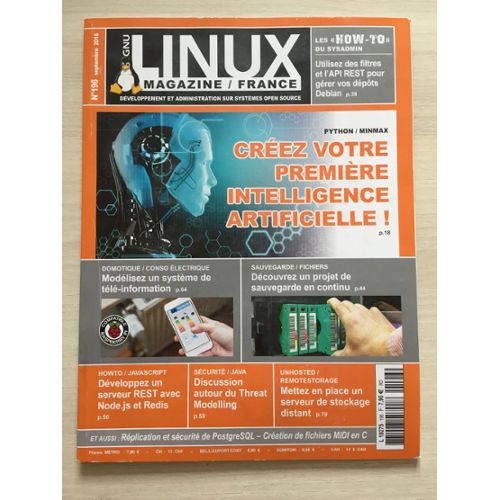 GNU
LINUX
MAGAZINE / FRANCE
DÉVELOPPEMENT ET ADMINISTRATION SUR SYSTÈMES OPEN SOURCE
N°196 septembre 2016
LES «HOW-TO»
DU SYSADMIN
Utilisez des filtres
et l'API REST pour
gérer vos dépôts
Debian p.38
PYTHON / MINMAX
CRÉEZ VOTRE
PREMIÈRE
INTELLIGENCE
ARTIFICIELLE !
p.18
DOMOTIQUE / CONSO ÉLECTRIQUE
Modélisez un système de
télé-information p.64
SAUVEGARDE / FICHIERS
Découvrez un projet de
sauvegarde en continu p.44
HOWTO / JAVASCRIPT
Développez un
serveur REST avec
Node.js et Redis
p.50
SÉCURITÉ / JAVA
Discussion
autour du Threat
Modelling
UNHOSTED /
REMOTESTORAGE
Mettez en place un
serveur de stockage
distant p.70
ET AUSSI : Réplication et sécurité de PostgreSQL – Création de fichiers MIDI en C
L 19275 - 196 - F: 7,90 € - RD
France METRO : 7,90 €